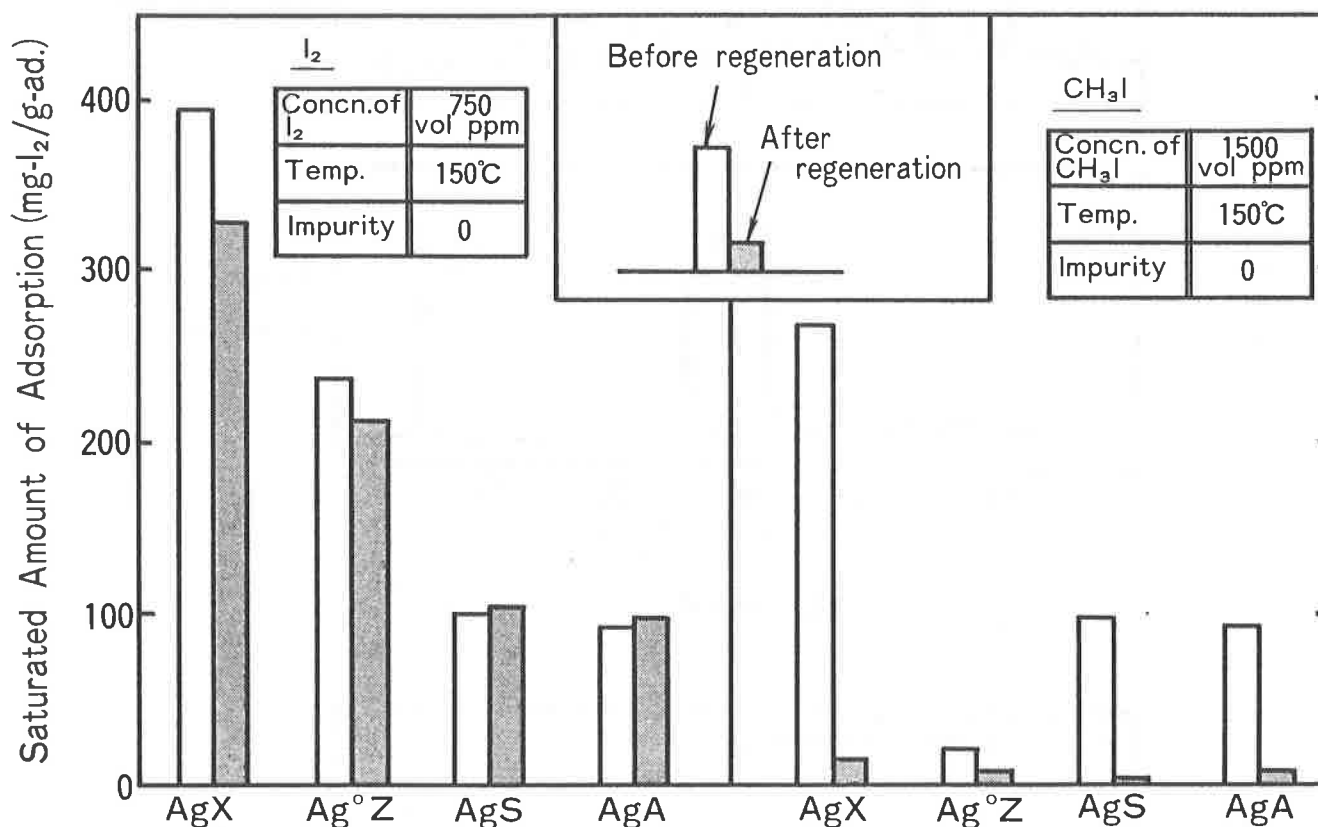 Saturated Amount of Adsorption (mg-I₂/g-ad.)
400
300
200
100
0
I₂
Concn.of I₂
750 vol ppm
Temp.
150℃
Impurity
0
Before regeneration
After
regeneration
CH₃I
Concn. of CH₃I
1500 vol ppm
Temp.
150℃
Impurity
0
AgX Ag°Z AgS AgA AgX Ag°Z AgS AgA